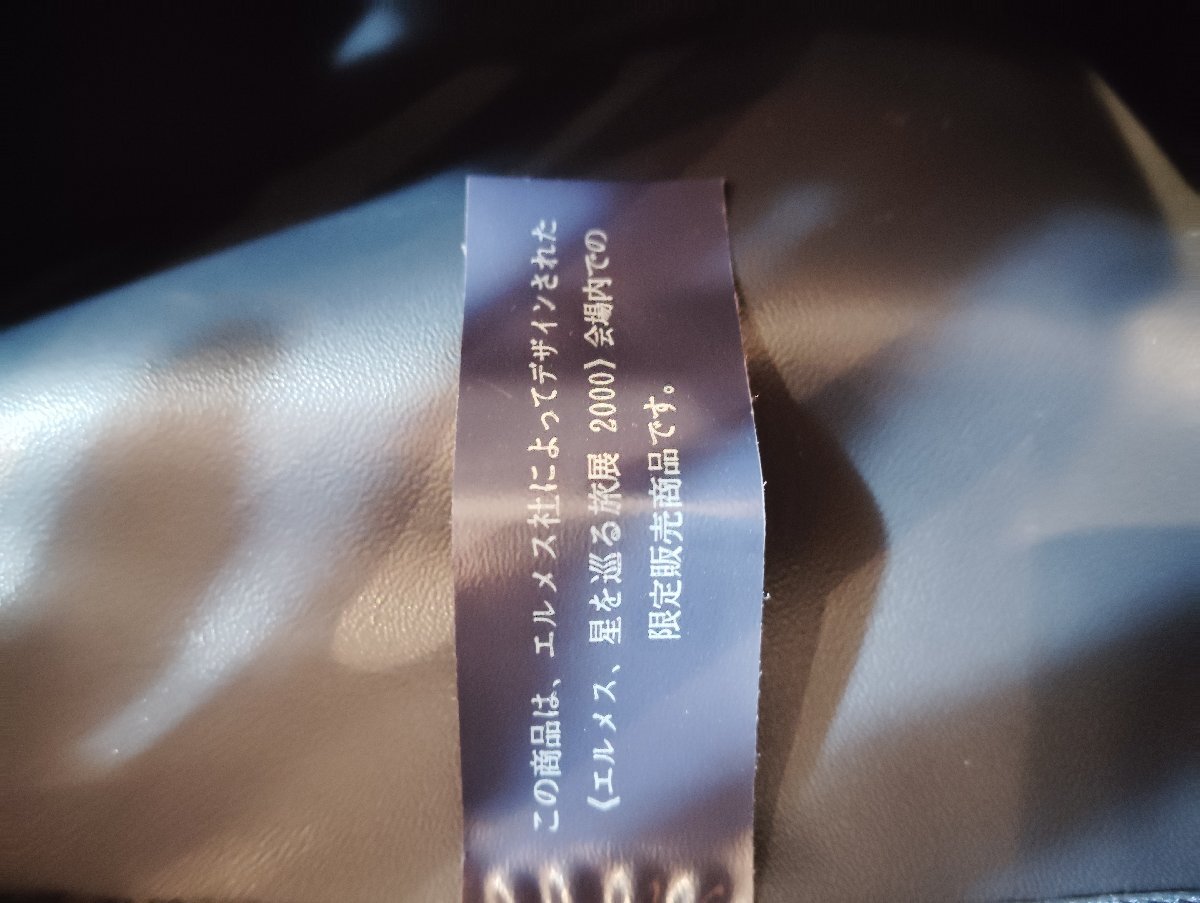 この商品は、エルメス社によってデザインされた
《エルメス、星を巡る旅展 2000》会場内での
限定販売商品です。